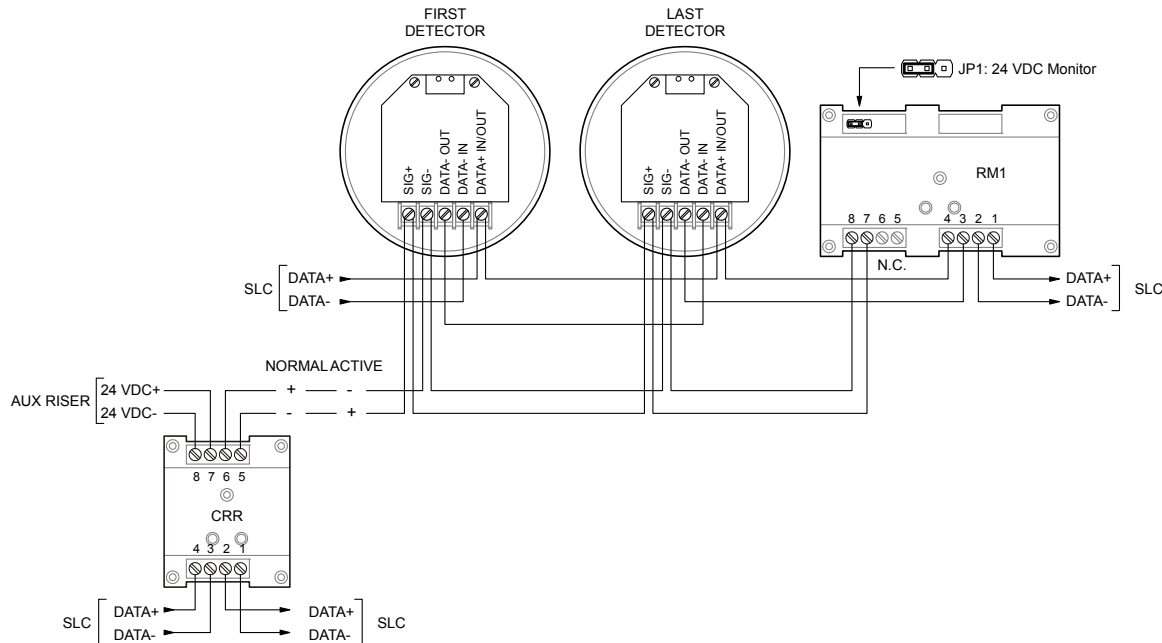 FIRST
DETECTOR
LAST
DETECTOR
JP1: 24 VDC Monitor
SIG+
SIG-
DATA- OUT
DATA- IN
DATA+ IN/OUT
SIG+
SIG-
DATA- OUT
DATA- IN
DATA+ IN/OUT
RM1
8 7 6 5
4 3 2 1
N.C.
SLC
DATA+
DATA-
DATA+
DATA-
SLC
NORMAL ACTIVE
AUX RISER
24 VDC+
24 VDC-
+ -
- +
8 7 6 5
CRR
4 3 2 1
SLC
DATA+
DATA-
DATA+
DATA-
SLC